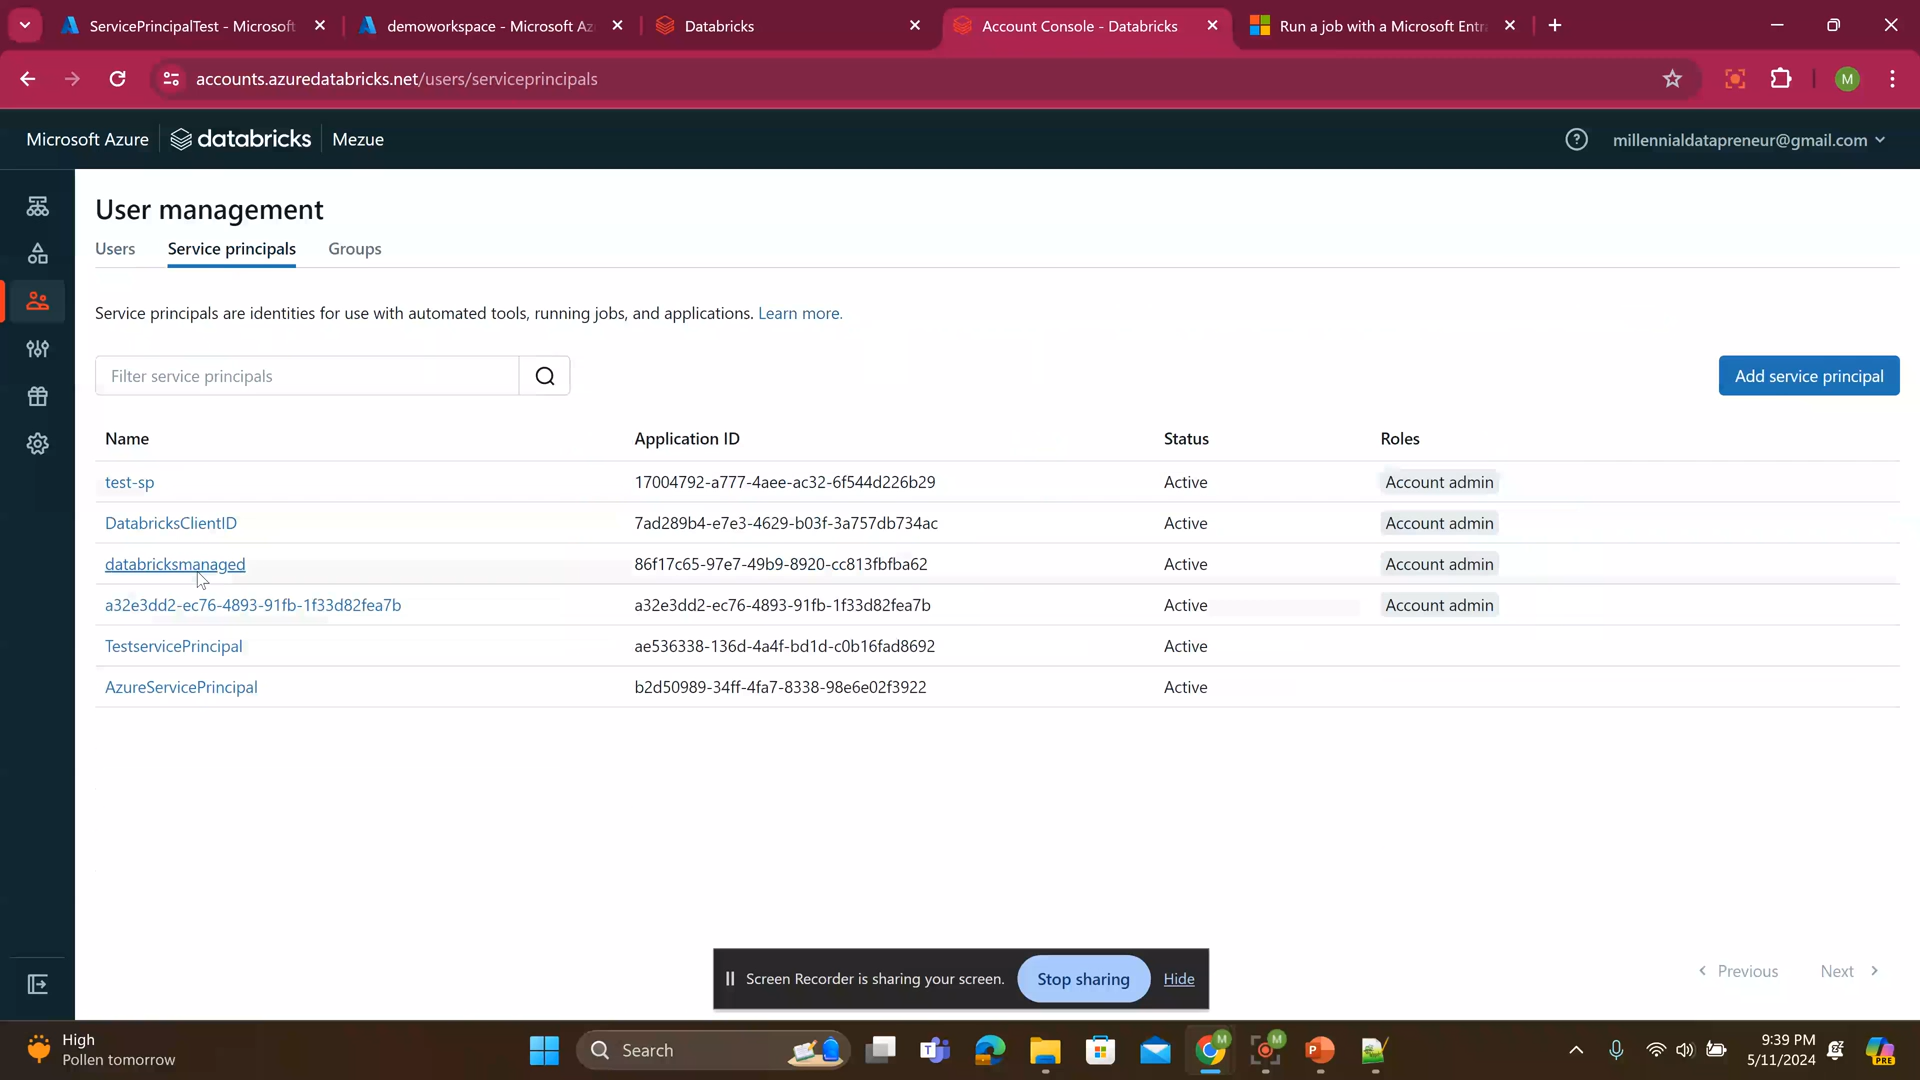 ServicePrincipalTest - Microsoft
demoworkspace - Microsoft Az
Databricks
Account Console - Databricks
Run a job with a Microsoft Entr
accounts.azuredatabricks.net/users/serviceprincipals
M
Microsoft Azure
databricks
Mezue
millennialdatapreneur@gmail.com
User management
Users
Service principals
Groups
Service principals are identities for use with automated tools, running jobs, and applications. Learn more.
Filter service principals
Add service principal
Name Application ID Status Roles
test-sp 17004792-a777-4aee-ac32-6f544d226b29 Active Account admin
DatabricksClientID 7ad289b4-e7e3-4629-b03f-3a757db734ac Active Account admin
databricksmanaged 86f17c65-97e7-49b9-8920-cc813fbfba62 Active Account admin
a32e3dd2-ec76-4893-91fb-1f33d82fea7b a32e3dd2-ec76-4893-91fb-1f33d82fea7b Active Account admin
TestservicePrincipal ae536338-136d-4a4f-bd1d-c0b16fad8692 Active
AzureServicePrincipal b2d50989-34ff-4fa7-8338-98e6e02f3922 Active
Previous
Next
Screen Recorder is sharing your screen.
Stop sharing
Hide
High
Pollen tomorrow
Search
9:39 PM
5/11/2024